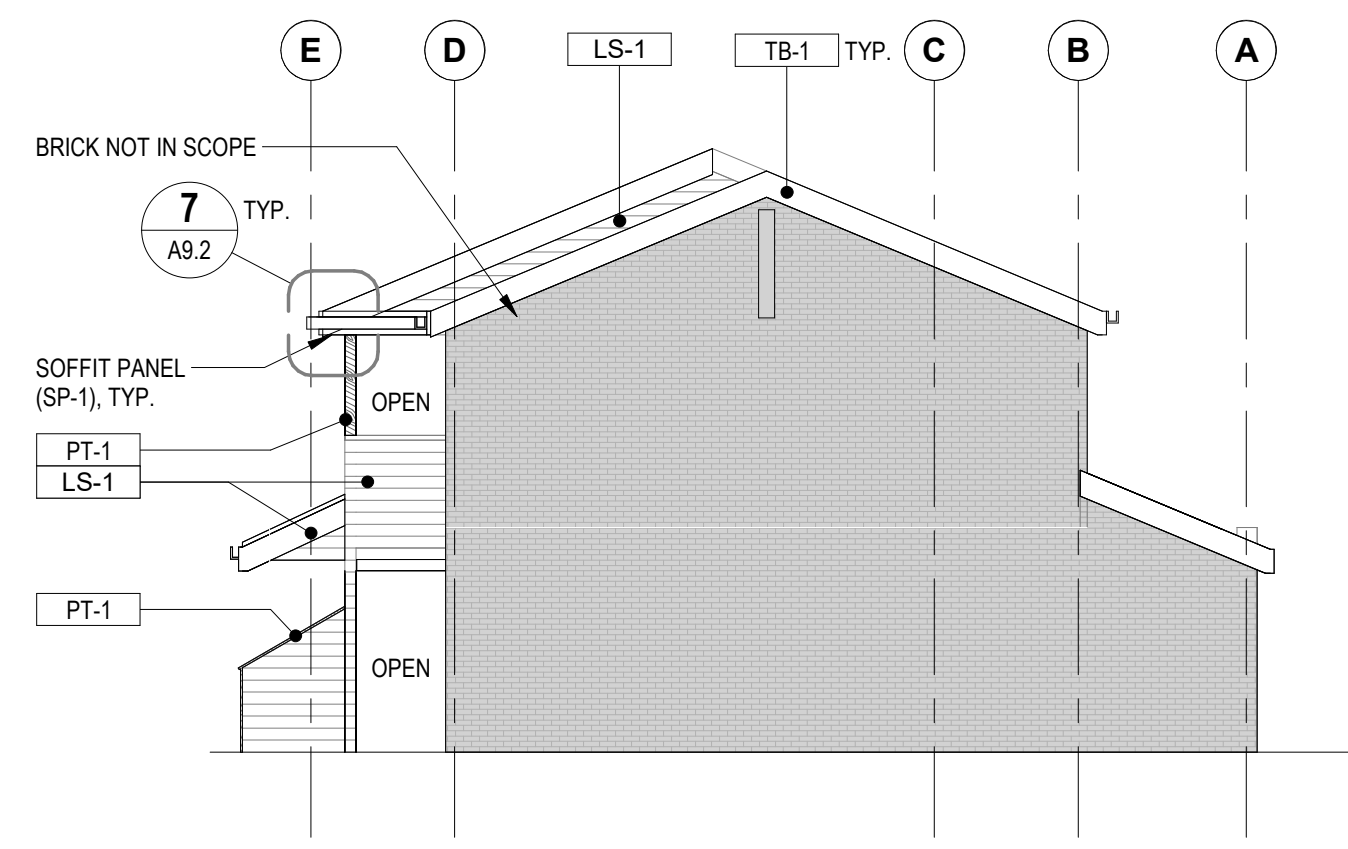 E
D
LS-1
TB-1 TYP.
C
B
A
BRICK NOT IN SCOPE
7 TYP.
A9.2
SOFFIT PANEL
(SP-1), TYP.
OPEN
PT-1
LS-1
PT-1
OPEN